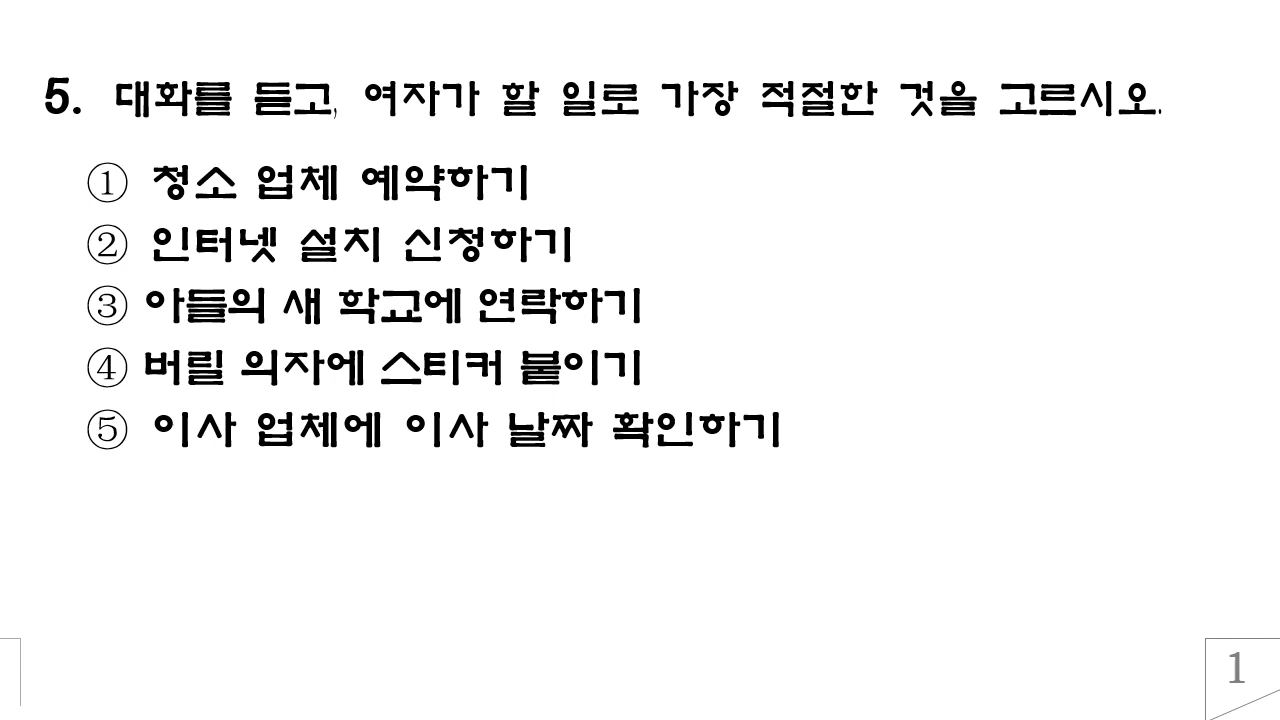 5. 대화를 듣고, 여자가 할 일로 가장 적절한 것을 고르시오.
① 청소 업체 예약하기
② 인터넷 설치 신청하기
③ 아들의 새 학교에 연락하기
④ 버릴 의자에 스티커 붙이기
⑤ 이사 업체에 이사 날짜 확인하기
1